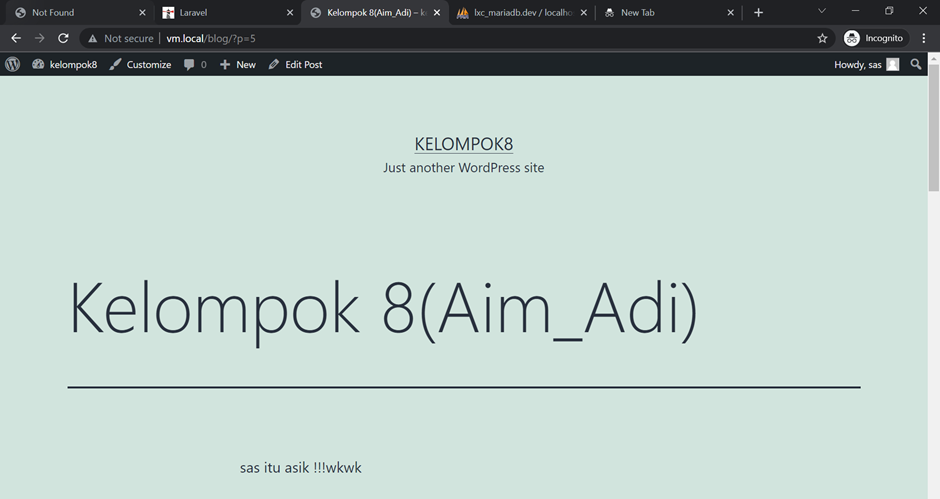 Not Found
Laravel
Kelompok 8(Aim_Adi) – k
lxc_mariadb.dev / localho
New Tab
Not secure
vm.local/blog/?p=5
Incognito
kelompok8
Customize
0
New
Edit Post
Howdy, sas
KELOMPOK8
Just another WordPress site
Kelompok 8(Aim_Adi)
sas itu asik !!!wkwk